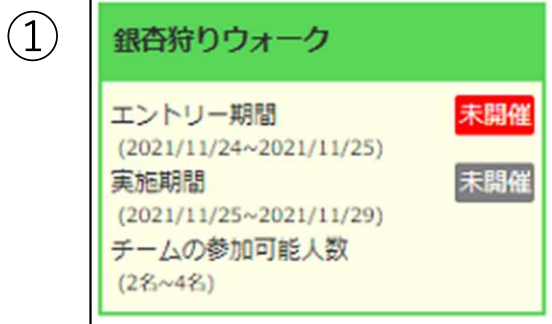 ①
銀杏狩りウォーク
エントリー期間 未開催
(2021/11/24~2021/11/25)
実施期間 未開催
(2021/11/25~2021/11/29)
チームの参加可能人数
(2名~4名)